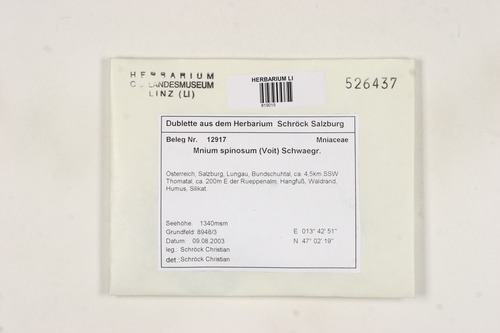 HERBARIUM
O.Ö. LANDESMUSEUM
LINZ (LI)
HERBARIUM LI
526437
Dublette aus dem Herbarium Schröck Salzburg
Beleg Nr. 12917 Mniaceae
Mnium spinosum (Voit) Schwaegr.
Österreich, Salzburg, Lungau, Bundschuhtal, ca. 4,5km SSW
Thomatal, ca. 200m E der Rueppenalm, Hangfuß, Waldrand,
Humus, Silikat.
Seehöhe: 1340msm
Grundfeld: 8948/3 E 013° 42' 51"
Datum: 09.08.2003 N 47° 02' 19"
leg.: Schröck Christian
det.: Schröck Christian